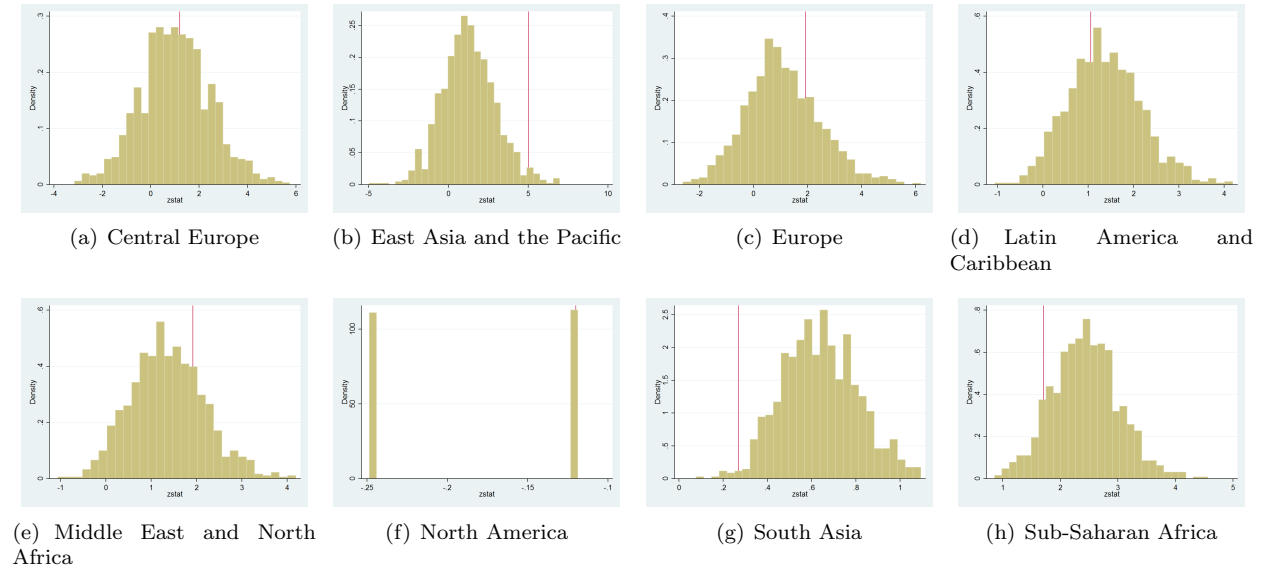 .3 .2 .1 0
Density
-4 -2 0 2 4 6
zstat
(a) Central Europe
.25 .2 .15 .1 .05 0
Density
-5 0 5 10
zstat
(b) East Asia and the Pacific
.4 .3 .2 .1 0
Density
-2 0 2 4 6
zstat
(c) Europe
.6 .4 .2 0
Density
-1 0 1 2 3 4
zstat
(d) Latin America and
Caribbean
.6 .4 .2 0
Density
-1 0 1 2 3 4
zstat
(e) Middle East and North
Africa
100 50 0
Density
-.25 -.2 -.15 -.1
zstat
(f) North America
2.5 2 1.5 1 .5 0
Density
0 .2 .4 .6 .8 1
zstat
(g) South Asia
.8 .6 .4 .2 0
Density
1 2 3 4 5
zstat
(h) Sub-Saharan Africa